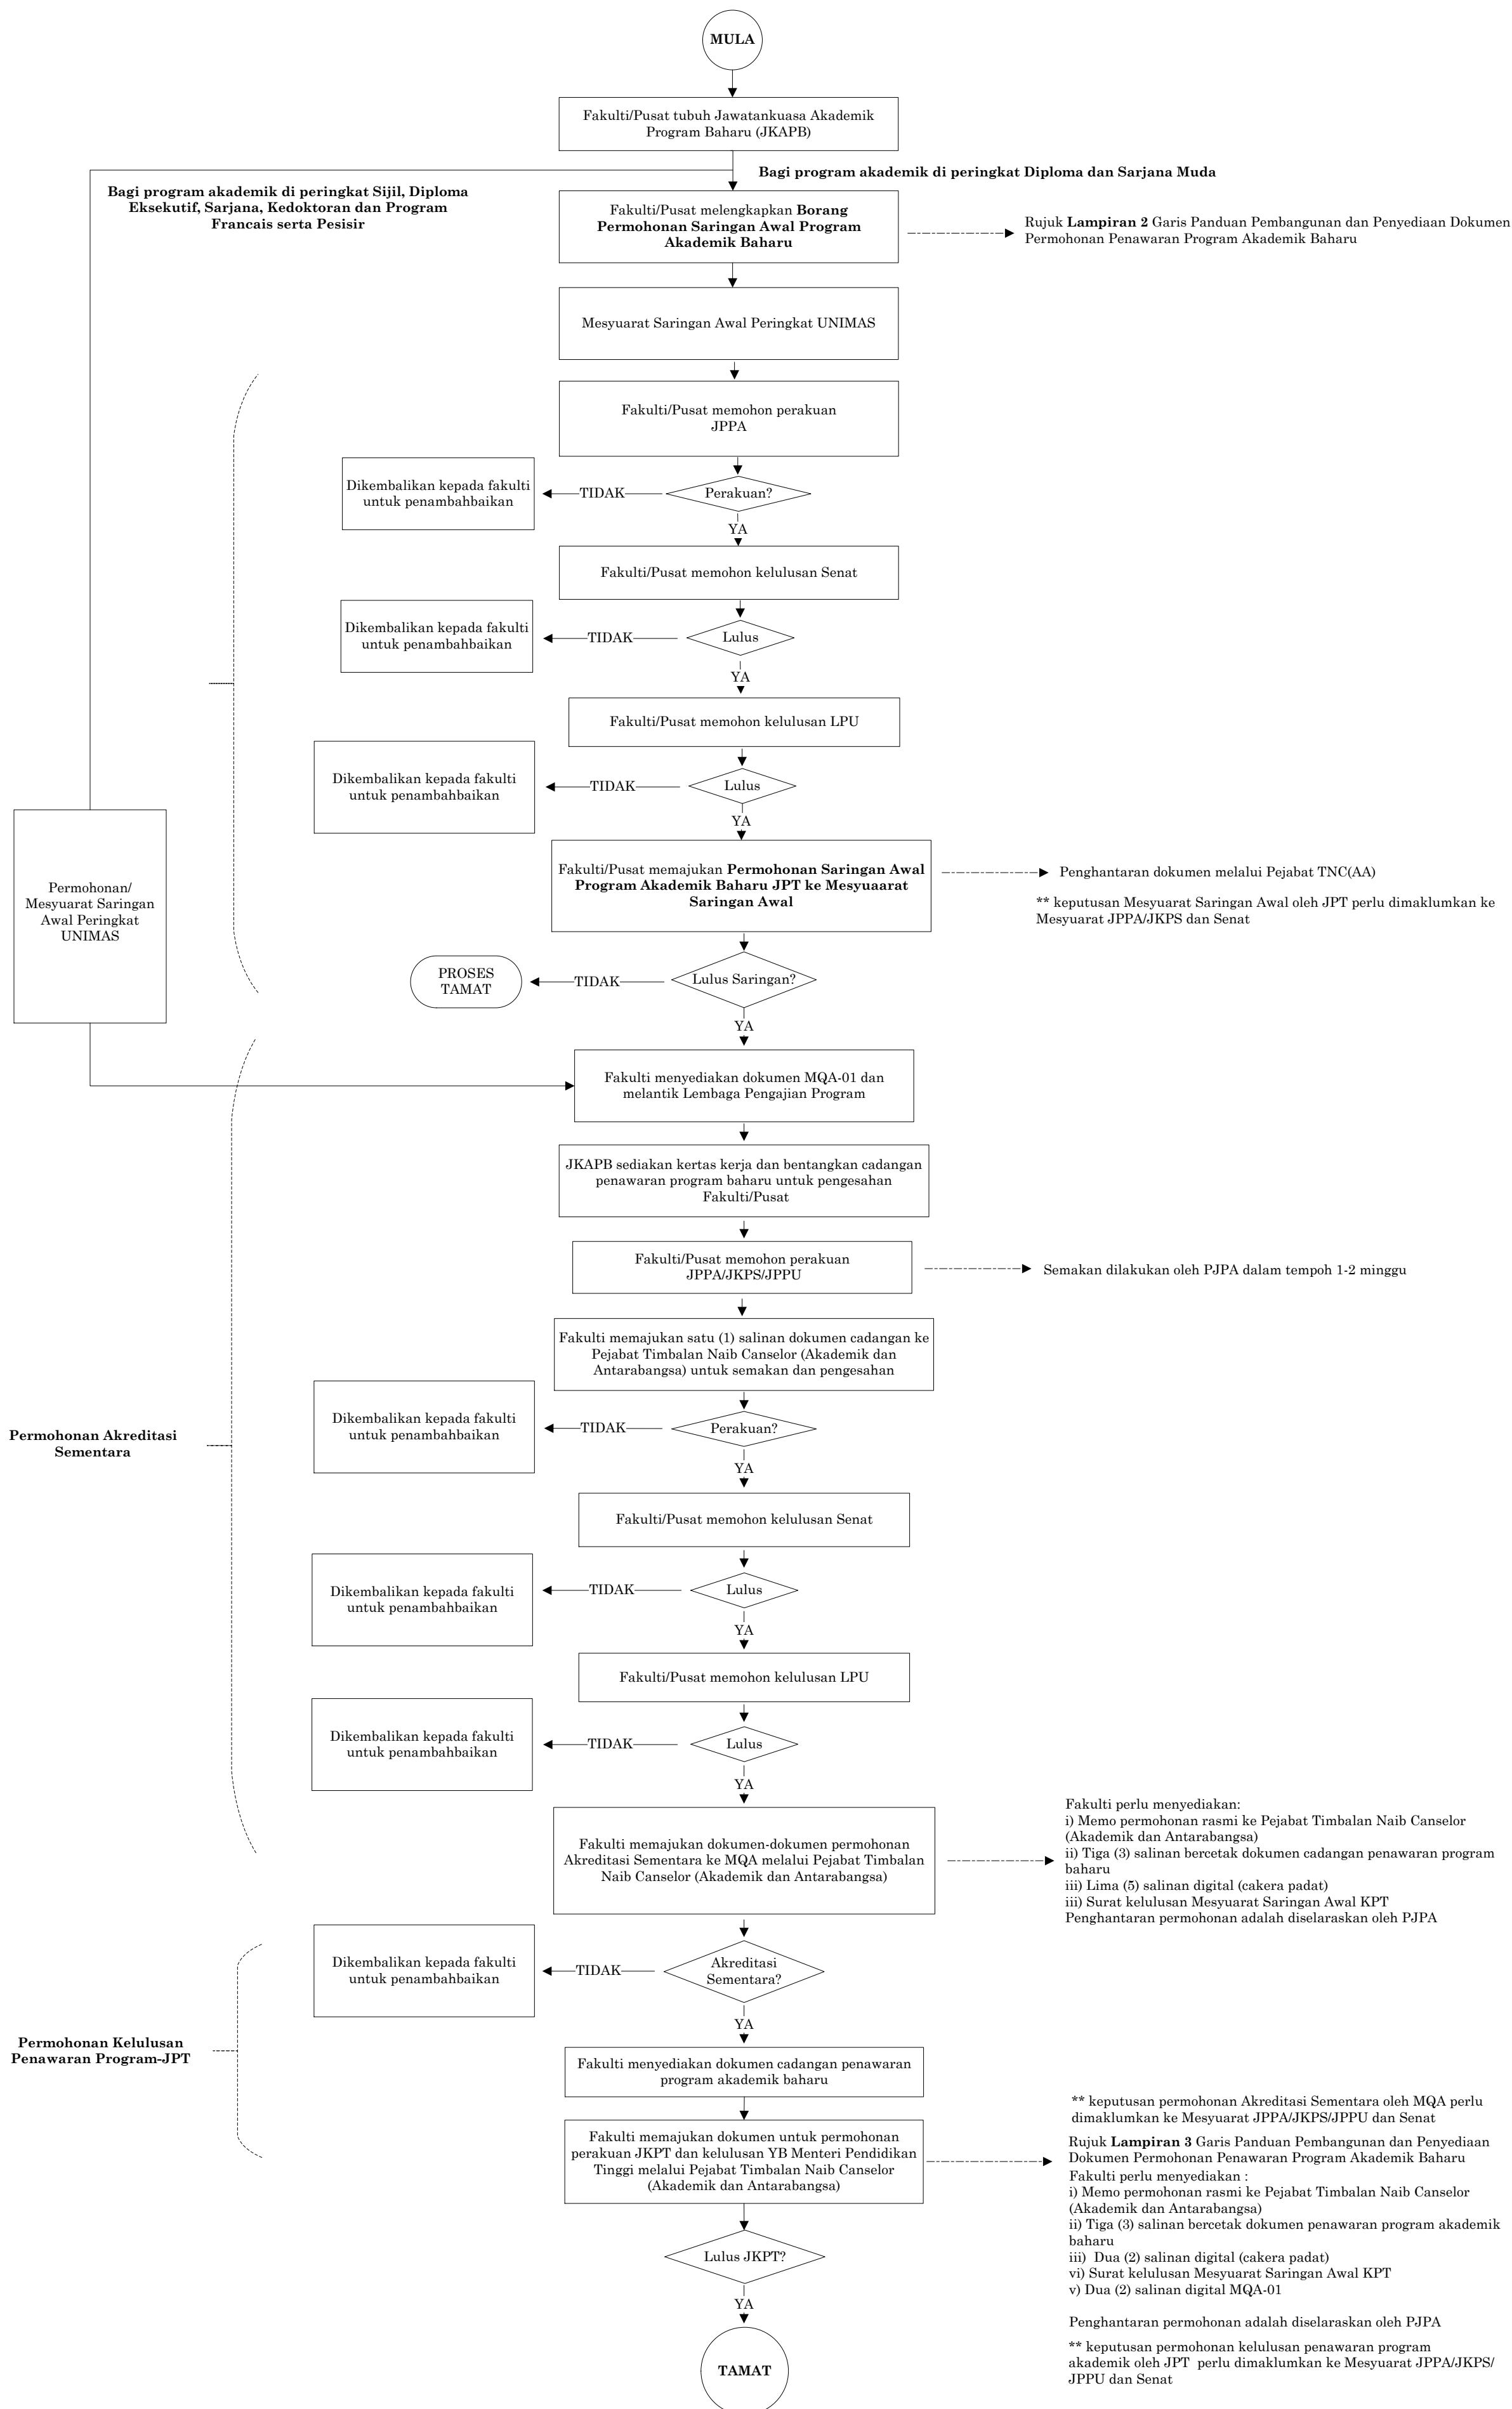 MULA
Fakulti/Pusat tubuh Jawatankuasa Akademik
Program Baharu (JKAPB)
Bagi program akademik di peringkat Diploma dan Sarjana Muda
Bagi program akademik di peringkat Sijil, Diploma
Eksekutif, Sarjana, Kedoktoran dan Program
Francais serta Pesisir
Fakulti/Pusat melengkapkan Borang
Permohonan Saringan Awal Program
Akademik Baharu
Rujuk Lampiran 2 Garis Panduan Pembangunan dan Penyediaan Dokumen
Permohonan Penawaran Program Akademik Baharu
Mesyuarat Saringan Awal Peringkat UNIMAS
Fakulti/Pusat memohon perakuan
JPPA
Dikembalikan kepada fakulti
untuk penambahbaikan
TIDAK
Perakuan?
YA
Fakulti/Pusat memohon kelulusan Senat
Dikembalikan kepada fakulti
untuk penambahbaikan
TIDAK
Lulus
YA
Fakulti/Pusat memohon kelulusan LPU
Dikembalikan kepada fakulti
untuk penambahbaikan
TIDAK
Lulus
YA
Permohonan/
Mesyuarat Saringan
Awal Peringkat
UNIMAS
Fakulti/Pusat memajukan Permohonan Saringan Awal
Program Akademik Baharu JPT ke Mesyuaarat
Saringan Awal
Penghantaran dokumen melalui Pejabat TNC(AA)
** keputusan Mesyuarat Saringan Awal oleh JPT perlu dimaklumkan ke
Mesyuarat JPPA/JKPS dan Senat
PROSES
TAMAT
TIDAK
Lulus Saringan?
YA
Fakulti menyediakan dokumen MQA-01 dan
melantik Lembaga Pengajian Program
JKAPB sediakan kertas kerja dan bentangkan cadangan
penawaran program baharu untuk pengesahan
Fakulti/Pusat
Fakulti/Pusat memohon perakuan
JPPA/JKPS/JPPU
Semakan dilakukan oleh PJPA dalam tempoh 1-2 minggu
Fakulti memajukan satu (1) salinan dokumen cadangan ke
Pejabat Timbalan Naib Canselor (Akademik dan
Antarabangsa) untuk semakan dan pengesahan
Permohonan Akreditasi
Sementara
Dikembalikan kepada fakulti
untuk penambahbaikan
TIDAK
Perakuan?
YA
Fakulti/Pusat memohon kelulusan Senat
Dikembalikan kepada fakulti
untuk penambahbaikan
TIDAK
Lulus
YA
Fakulti/Pusat memohon kelulusan LPU
Dikembalikan kepada fakulti
untuk penambahbaikan
TIDAK
Lulus
YA
Fakulti memajukan dokumen-dokumen permohonan
Akreditasi Sementara ke MQA melalui Pejabat Timbalan
Naib Canselor (Akademik dan Antarabangsa)
Fakulti perlu menyediakan:
i) Memo permohonan rasmi ke Pejabat Timbalan Naib Canselor
(Akademik dan Antarabangsa)
ii) Tiga (3) salinan bercetak dokumen cadangan penawaran program
baharu
iii) Lima (5) salinan digital (cakera padat)
iii) Surat kelulusan Mesyuarat Saringan Awal KPT
Penghantaran permohonan adalah diselaraskan oleh PJPA
Dikembalikan kepada fakulti
untuk penambahbaikan
TIDAK
Akreditasi
Sementara?
YA
Permohonan Kelulusan
Penawaran Program-JPT
Fakulti menyediakan dokumen cadangan penawaran
program akademik baharu
Fakulti memajukan dokumen untuk permohonan
perakuan JKPT dan kelulusan YB Menteri Pendidikan
Tinggi melalui Pejabat Timbalan Naib Canselor
(Akademik dan Antarabangsa)
** keputusan permohonan Akreditasi Sementara oleh MQA perlu
dimaklumkan ke Mesyuarat JPPA/JKPS/JPPU dan Senat
Rujuk Lampiran 3 Garis Panduan Pembangunan dan Penyediaan
Dokumen Permohonan Penawaran Program Akademik Baharu
Fakulti perlu menyediakan :
i) Memo permohonan rasmi ke Pejabat Timbalan Naib Canselor
(Akademik dan Antarabangsa)
ii) Tiga (3) salinan bercetak dokumen penawaran program akademik
baharu
iii) Dua (2) salinan digital (cakera padat)
vi) Surat kelulusan Mesyuarat Saringan Awal KPT
v) Dua (2) salinan digital MQA-01
Penghantaran permohonan adalah diselaraskan oleh PJPA
** keputusan permohonan kelulusan penawaran program
akademik oleh JPT perlu dimaklumkan ke Mesyuarat JPPA/JKPS/
JPPU dan Senat
Lulus JKPT?
YA
TAMAT